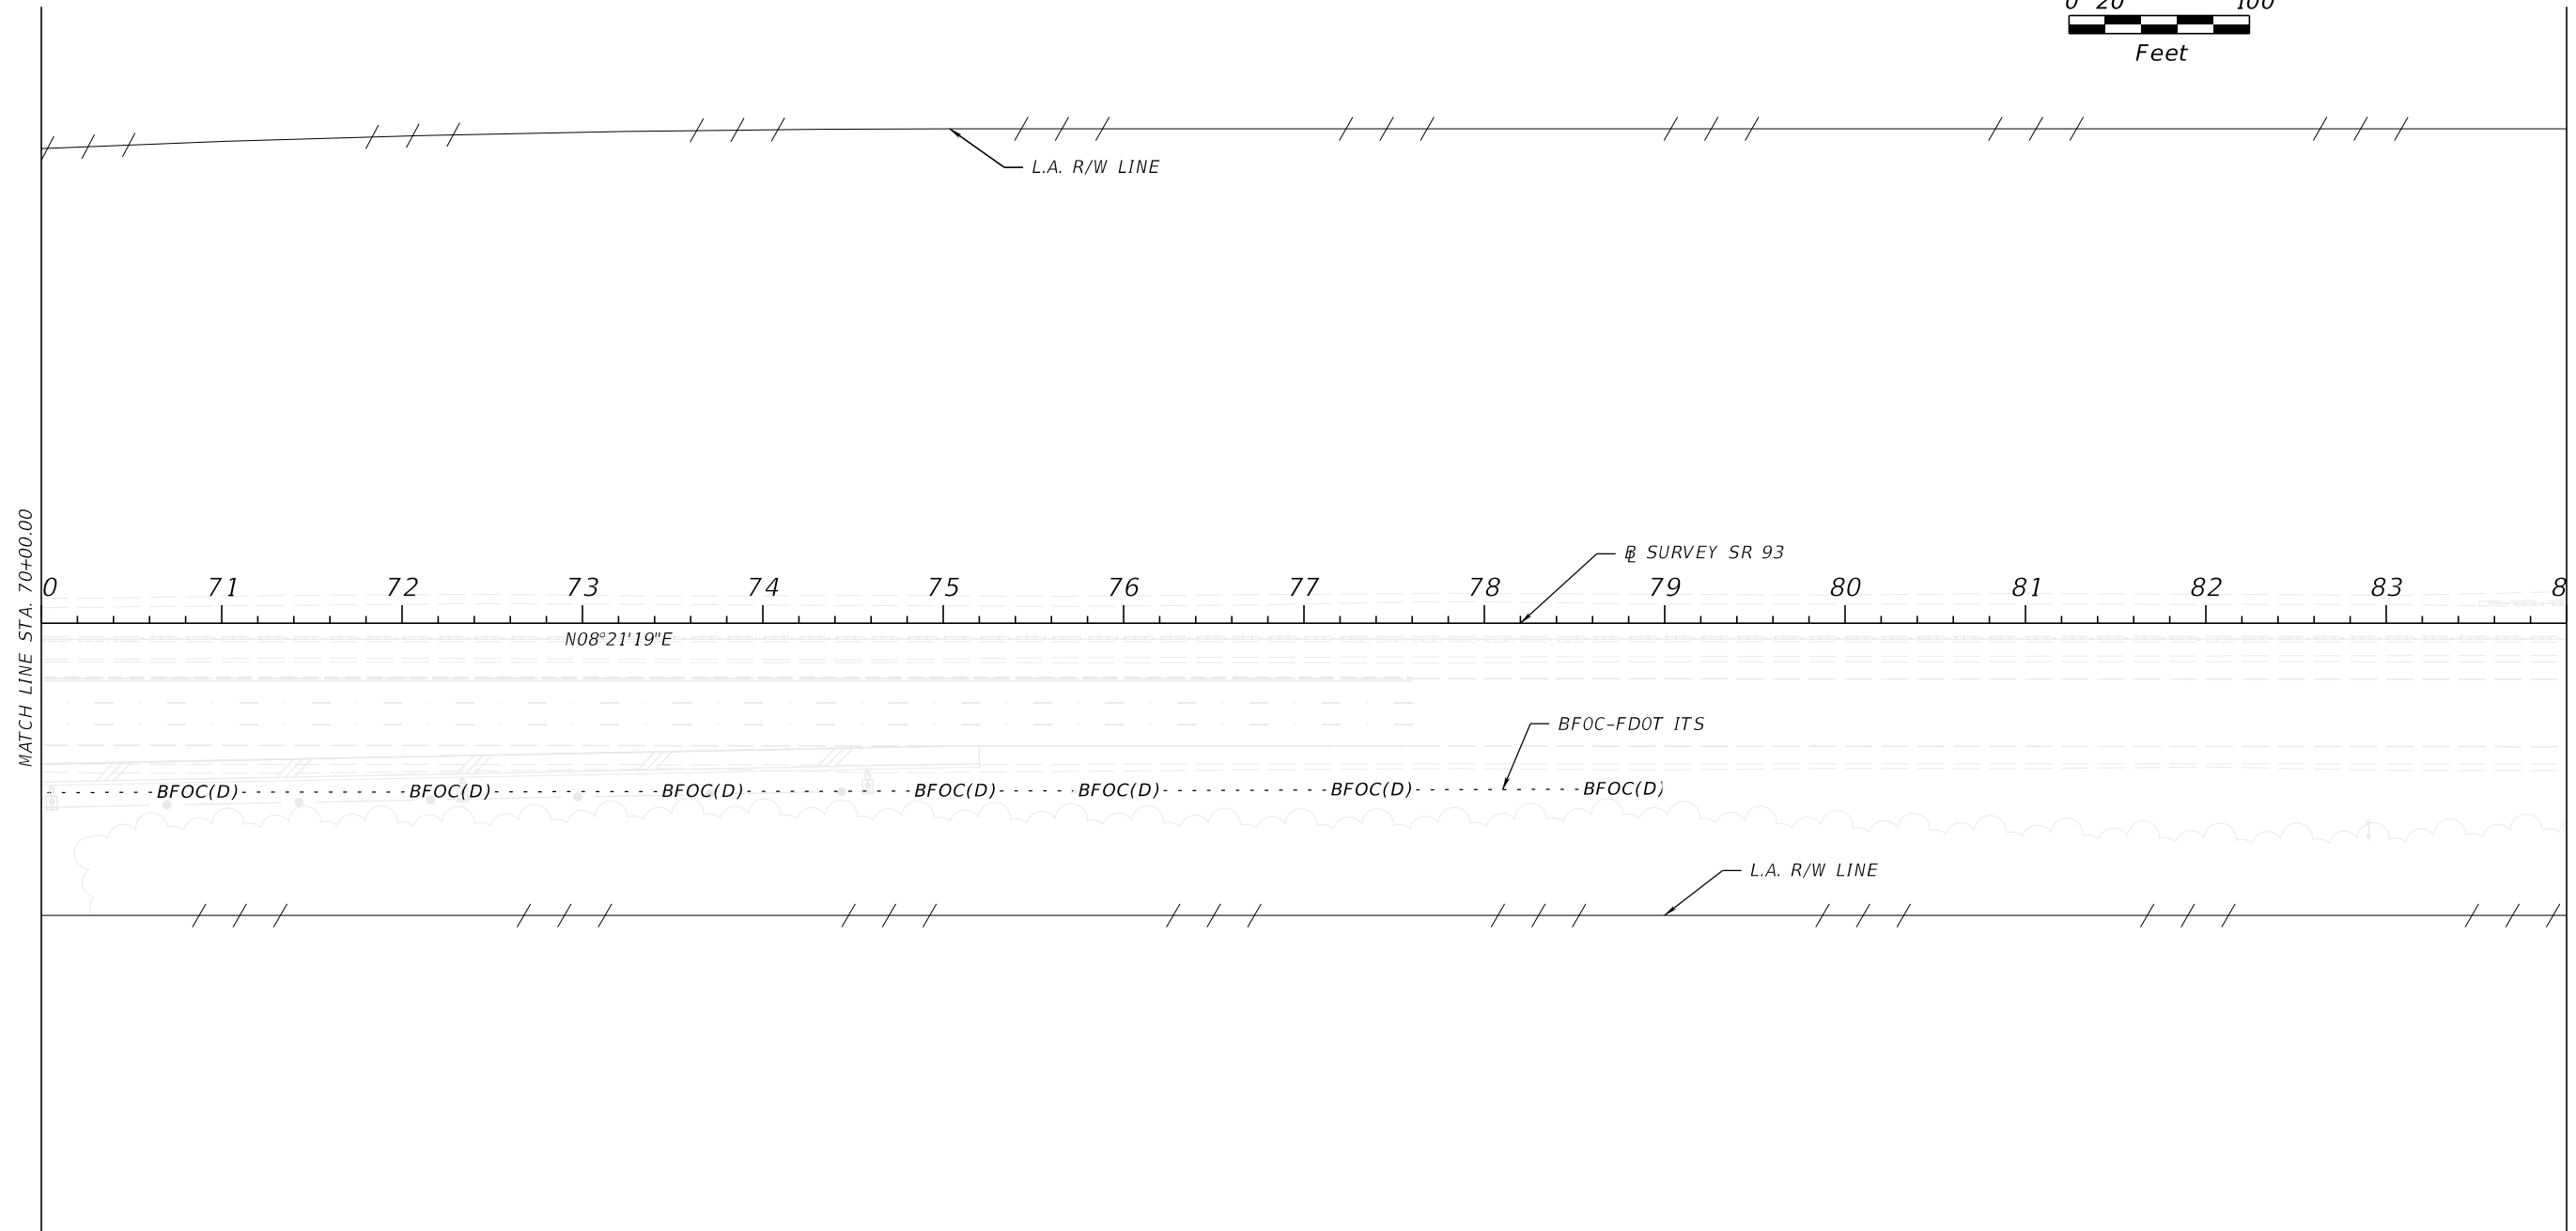 0 20 100
Feet
L.A. R/W LINE
MATCH LINE STA. 70+00.00
BL SURVEY SR 93
0 71 72 73 74 75 76 77 78 79 80 81 82 83 8
N08°21'19"E
BFOC-FDOT ITS
BFOC(D) BFOC(D) BFOC(D) BFOC(D) BFOC(D) BFOC(D) BFOC(D)
L.A. R/W LINE